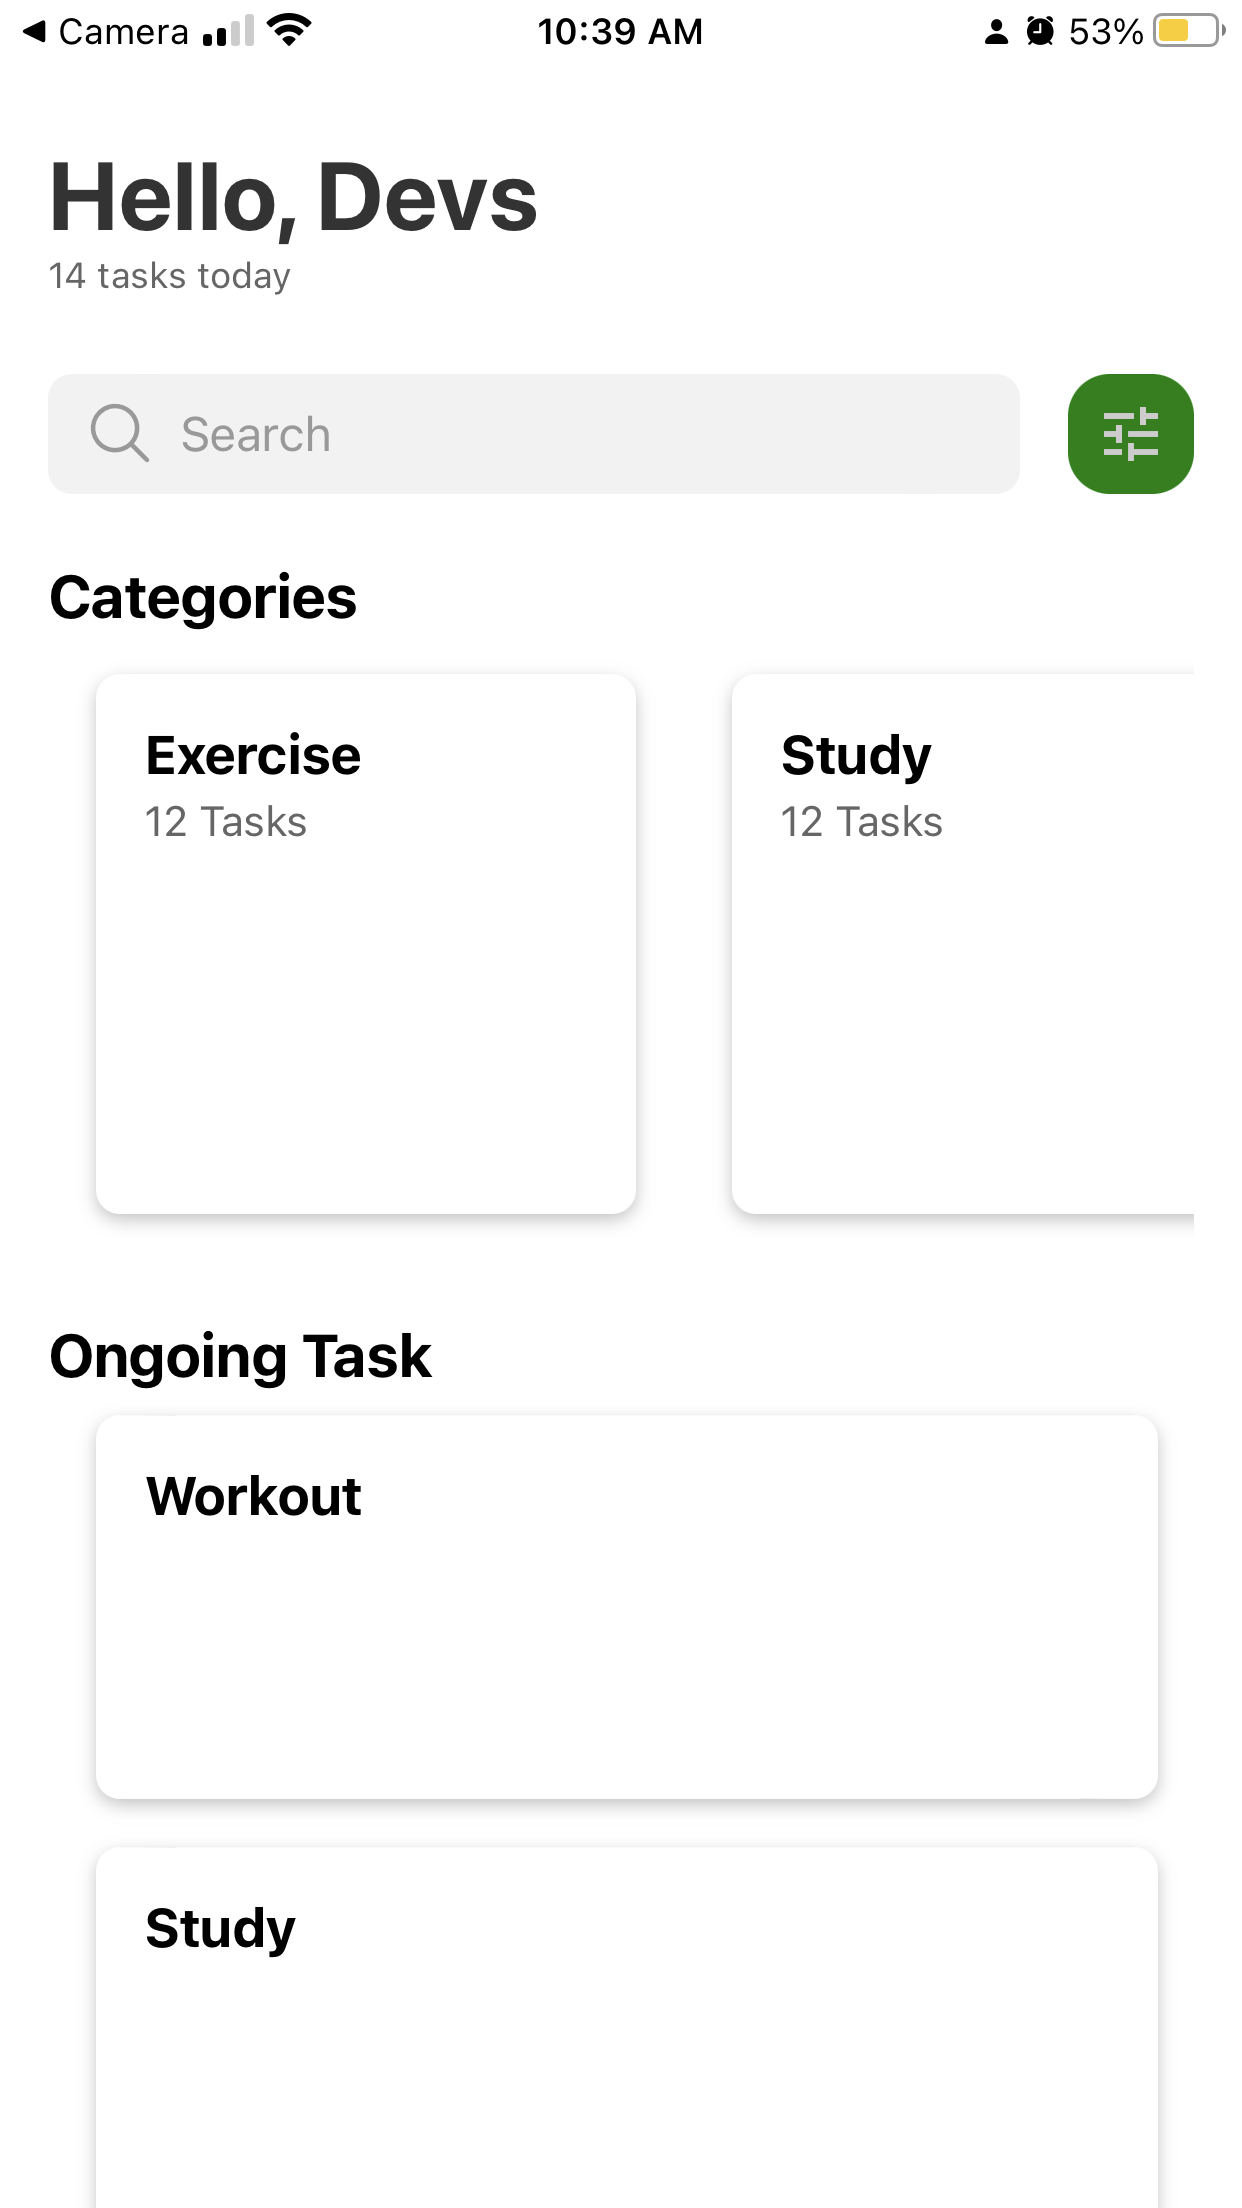 Camera 10:39 AM 53%
Hello, Devs
14 tasks today
Search
Categories
Exercise
12 Tasks
Study
12 Tasks
Ongoing Task
Workout
Study